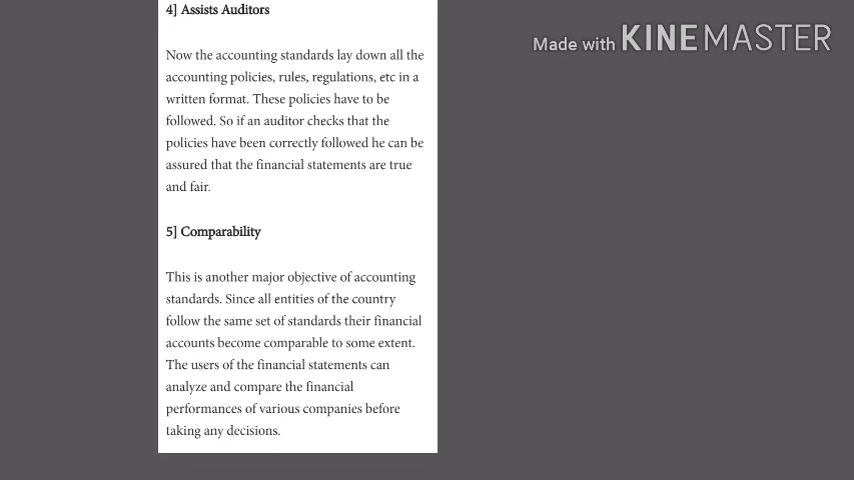 4] Assists Auditors
Made with KINEMASTER
Now the accounting standards lay down all the
accounting policies, rules, regulations, etc in a
written format. These policies have to be
followed. So if an auditor checks that the
policies have been correctly followed he can be
assured that the financial statements are true
and fair.
5] Comparability
This is another major objective of accounting
standards. Since all entities of the country
follow the same set of standards their financial
accounts become comparable to some extent.
The users of the financial statements can
analyze and compare the financial
performances of various companies before
taking any decisions.